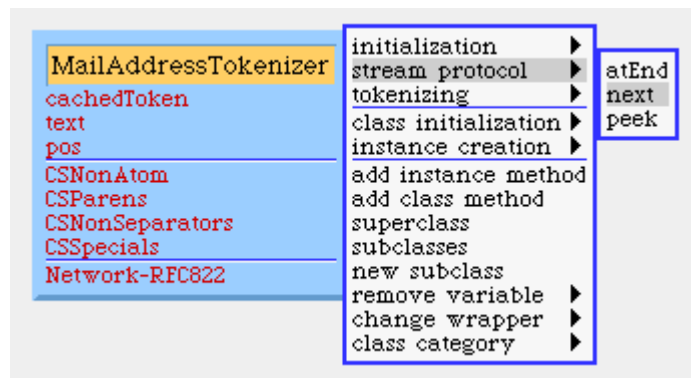 MailAddressTokenizer
cachedToken
text
pos
CSNonAtom
CSParens
CSNonSeparators
CSSpecials
Network-RFC822
initialization
stream protocol
tokenizing
class initialization
instance creation
add instance method
add class method
superclass
subclasses
new subclass
remove variable
change wrapper
class category
atEnd
next
peek